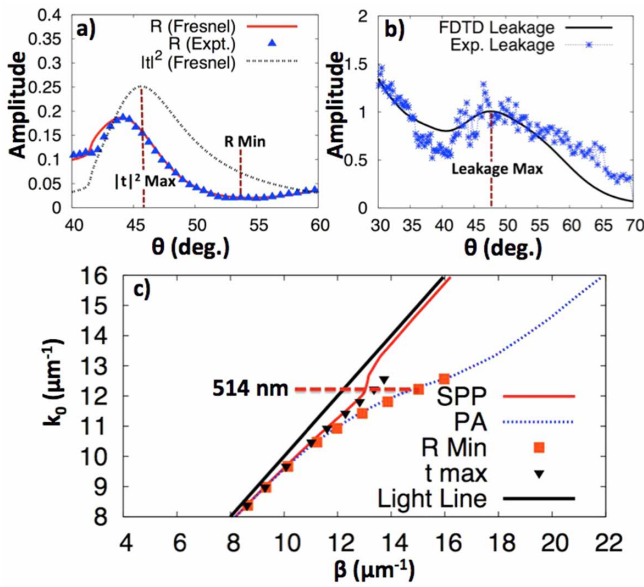 a)
R (Fresnel)
R (Expt.)
|t|² (Fresnel)
0.4
0.35
0.3
0.25
0.2
0.15
0.1
0.05
0
Amplitude
R Min
|t|² Max
40 45 50 55 60
θ (deg.)
b)
FDTD Leakage
Exp. Leakage
2
1.5
1
0.5
0
Amplitude
Leakage Max
30 35 40 45 50 55 60 65 70
θ (deg.)
c)
16
15
14
13
12
11
10
9
8
k₀ (μm⁻¹)
514 nm
SPP
PA
R Min
t max
Light Line
4 6 8 10 12 14 16 18 20 22
β (μm⁻¹)